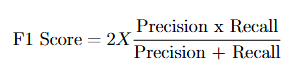 F1 Score = 2X Precision x Recall / Precision + Recall